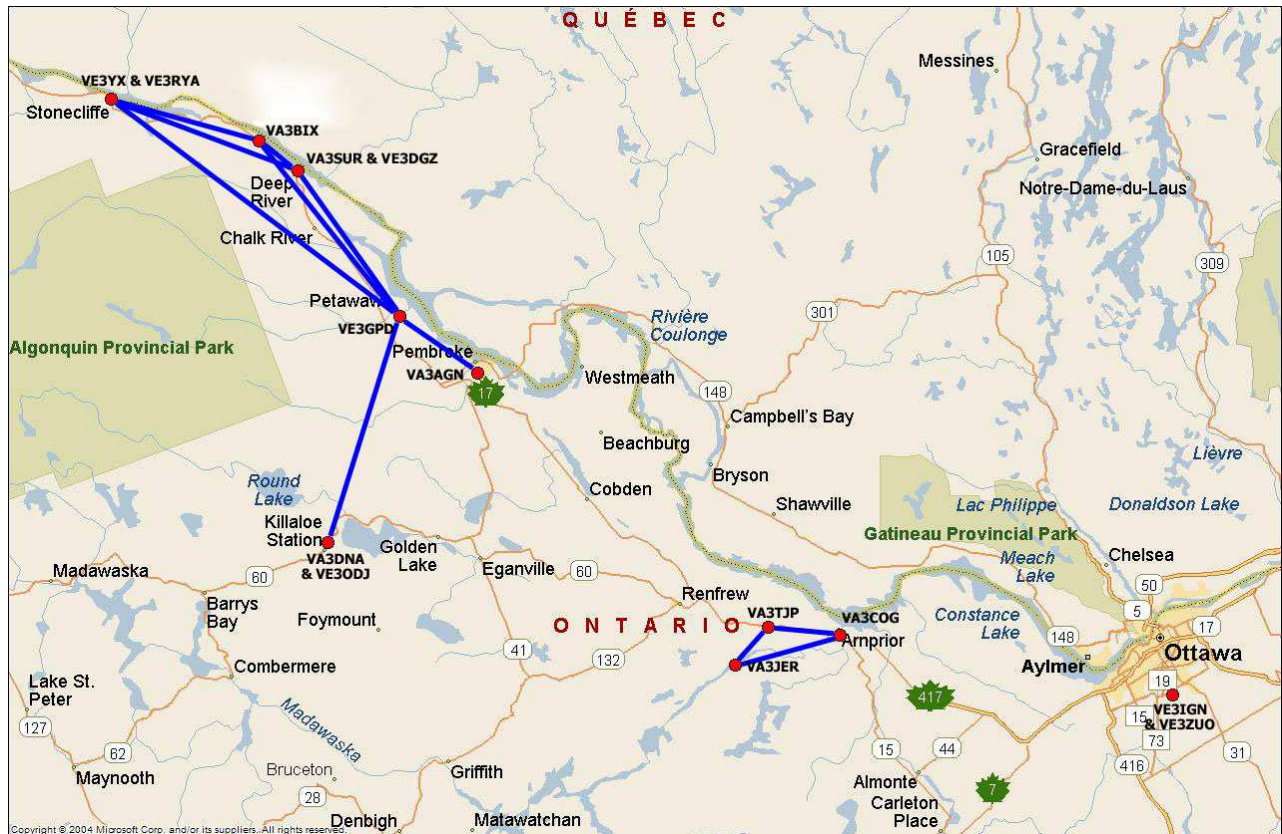 QUÉBEC
Messines
VE3YX & VE3RYA
Stonecliffe
VA3BIX
VA3SUR & VE3DGZ
Deep
River
Gracefield
Notre-Dame-du-Laus
Chalk River
105
309
Petawawa
VE3GPD
301
Rivière
Coulonge
Algonquin Provincial Park
Pembroke
VA3AGN
17
Westmeath
148
Campbell's Bay
Beachburg
Bryson
Lièvre
Round
Lake
Cobden
Shawville
Lac Philippe
Donaldson Lake
Killaloe
Station
Golden
Lake
Gatineau Provincial Park
VA3DNA
& VE3ODJ
Meach
Lake
Chelsea
Madawaska
60
Eganville
60
50
Barrys
Bay
Renfrew
VA3TJP
VA3COG
Constance
Lake
5
17
Foymount
ONTARIO
Arnprior
148
Ottawa
41
132
VA3JER
Aylmer
Combermere
Lake St.
Peter
417
19
VE3IGN
& VE3ZUO
127
Madawaska
15
73
62
15
44
416
31
Maynooth
Bruceton
Griffith
Almonte
28
7
Carleton
Place
Denbigh
Matawatchan
Copyright © 2004 Microsoft Corp. and/or its suppliers. All rights reserved.